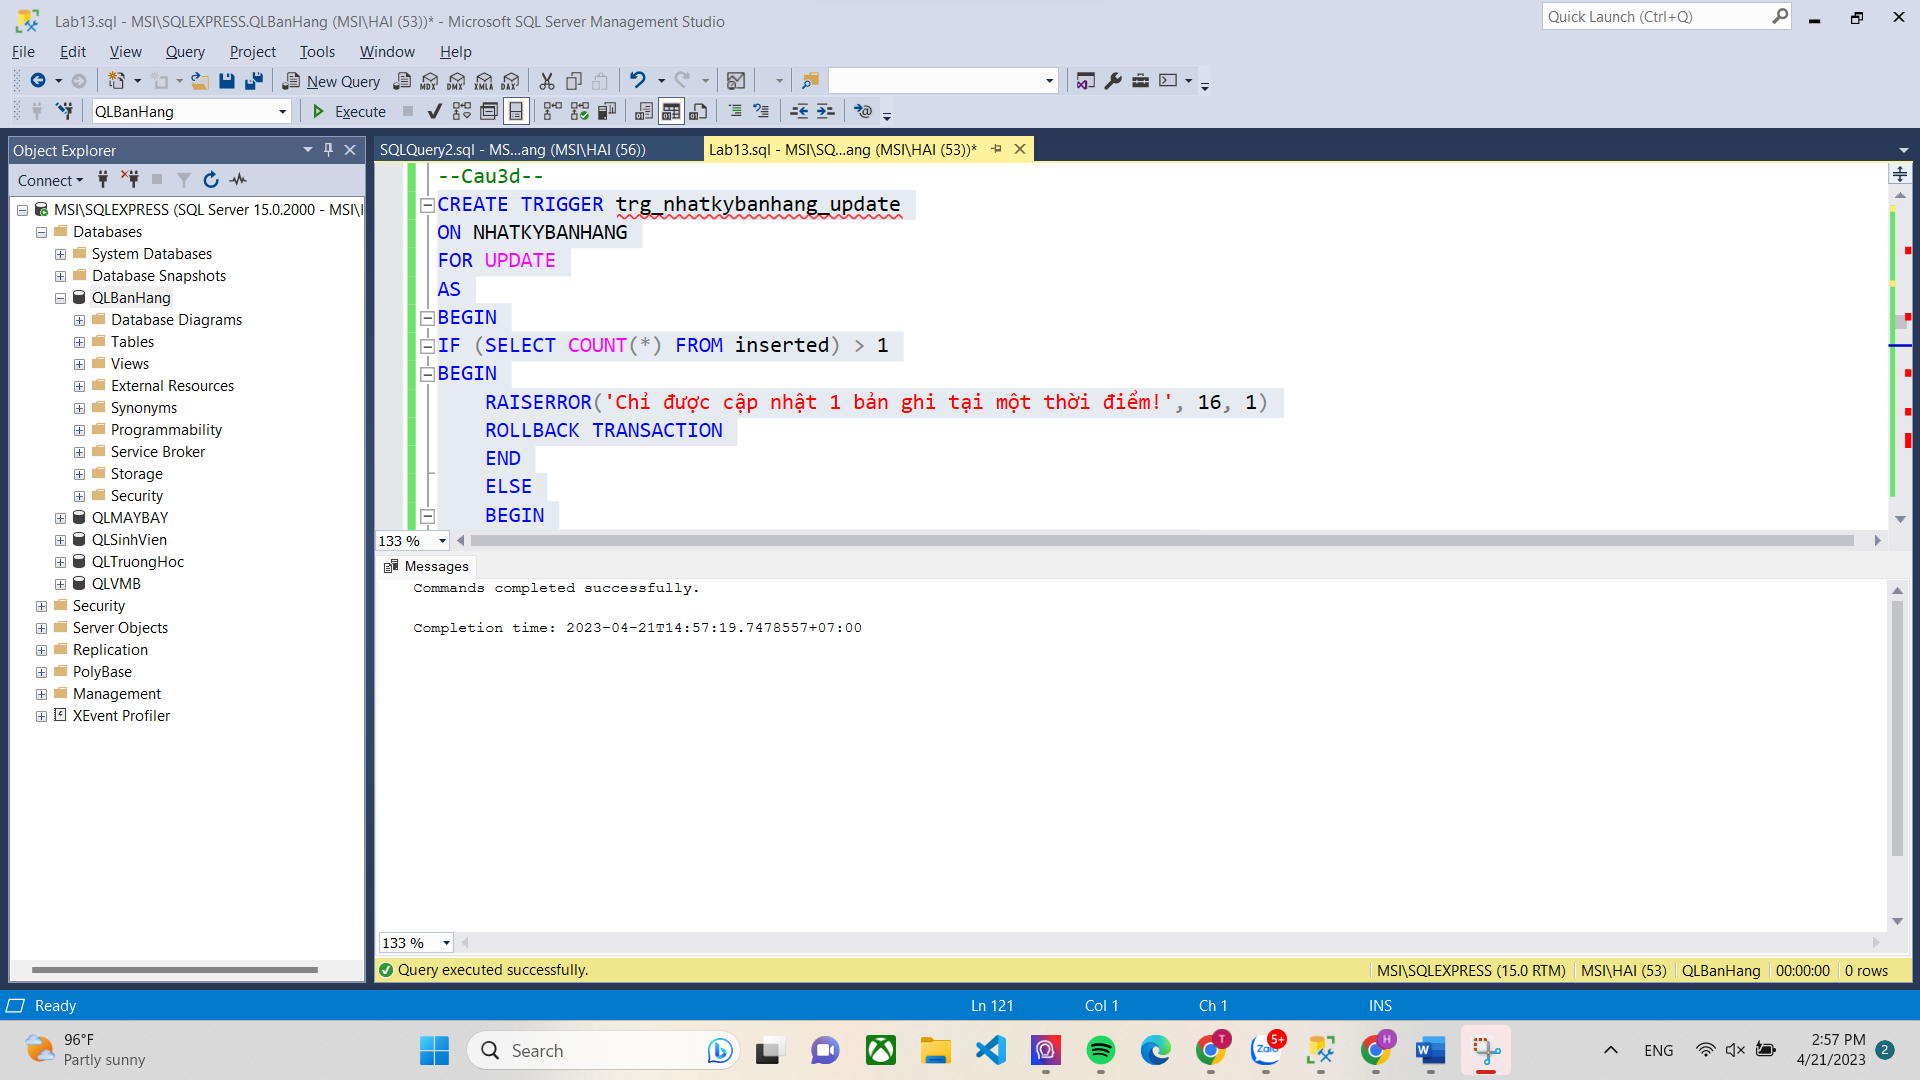 Lab13.sql - MSI\SQLEXPRESS.QLBanHang (MSI\HAI (53))* - Microsoft SQL Server Management Studio
Quick Launch (Ctrl+Q)
File Edit View Query Project Tools Window Help
New Query
MDX DMX XMLA DAX
QLBanHang
Execute
Object Explorer
SQLQuery2.sql - MS...ang (MSI\HAI (56))
Lab13.sql - MSI\SQ...ang (MSI\HAI (53))*
Connect
MSI\SQLEXPRESS (SQL Server 15.0.2000 - MSI\
Databases
System Databases
Database Snapshots
QLBanHang
Database Diagrams
Tables
Views
External Resources
Synonyms
Programmability
Service Broker
Storage
Security
QLMAYBAY
QLSinhVien
QLTruongHoc
QLVMB
Security
Server Objects
Replication
PolyBase
Management
XEvent Profiler
--Cau3d--
CREATE TRIGGER trg_nhatkybanhang_update
ON NHATKYBANHANG
FOR UPDATE
AS
BEGIN
IF (SELECT COUNT(*) FROM inserted) > 1
BEGIN
RAISERROR('Chỉ được cập nhật 1 bản ghi tại một thời điểm!', 16, 1)
ROLLBACK TRANSACTION
END
ELSE
BEGIN
133 %
Messages
Commands completed successfully.
Completion time: 2023-04-21T14:57:19.7478557+07:00
133 %
Query executed successfully.
MSI\SQLEXPRESS (15.0 RTM) MSI\HAI (53) QLBanHang 00:00:00 0 rows
Ready
Ln 121 Col 1 Ch 1 INS
96°F
Partly sunny
Search
T
Zalo
5+
H
ENG
2:57 PM
4/21/2023
2